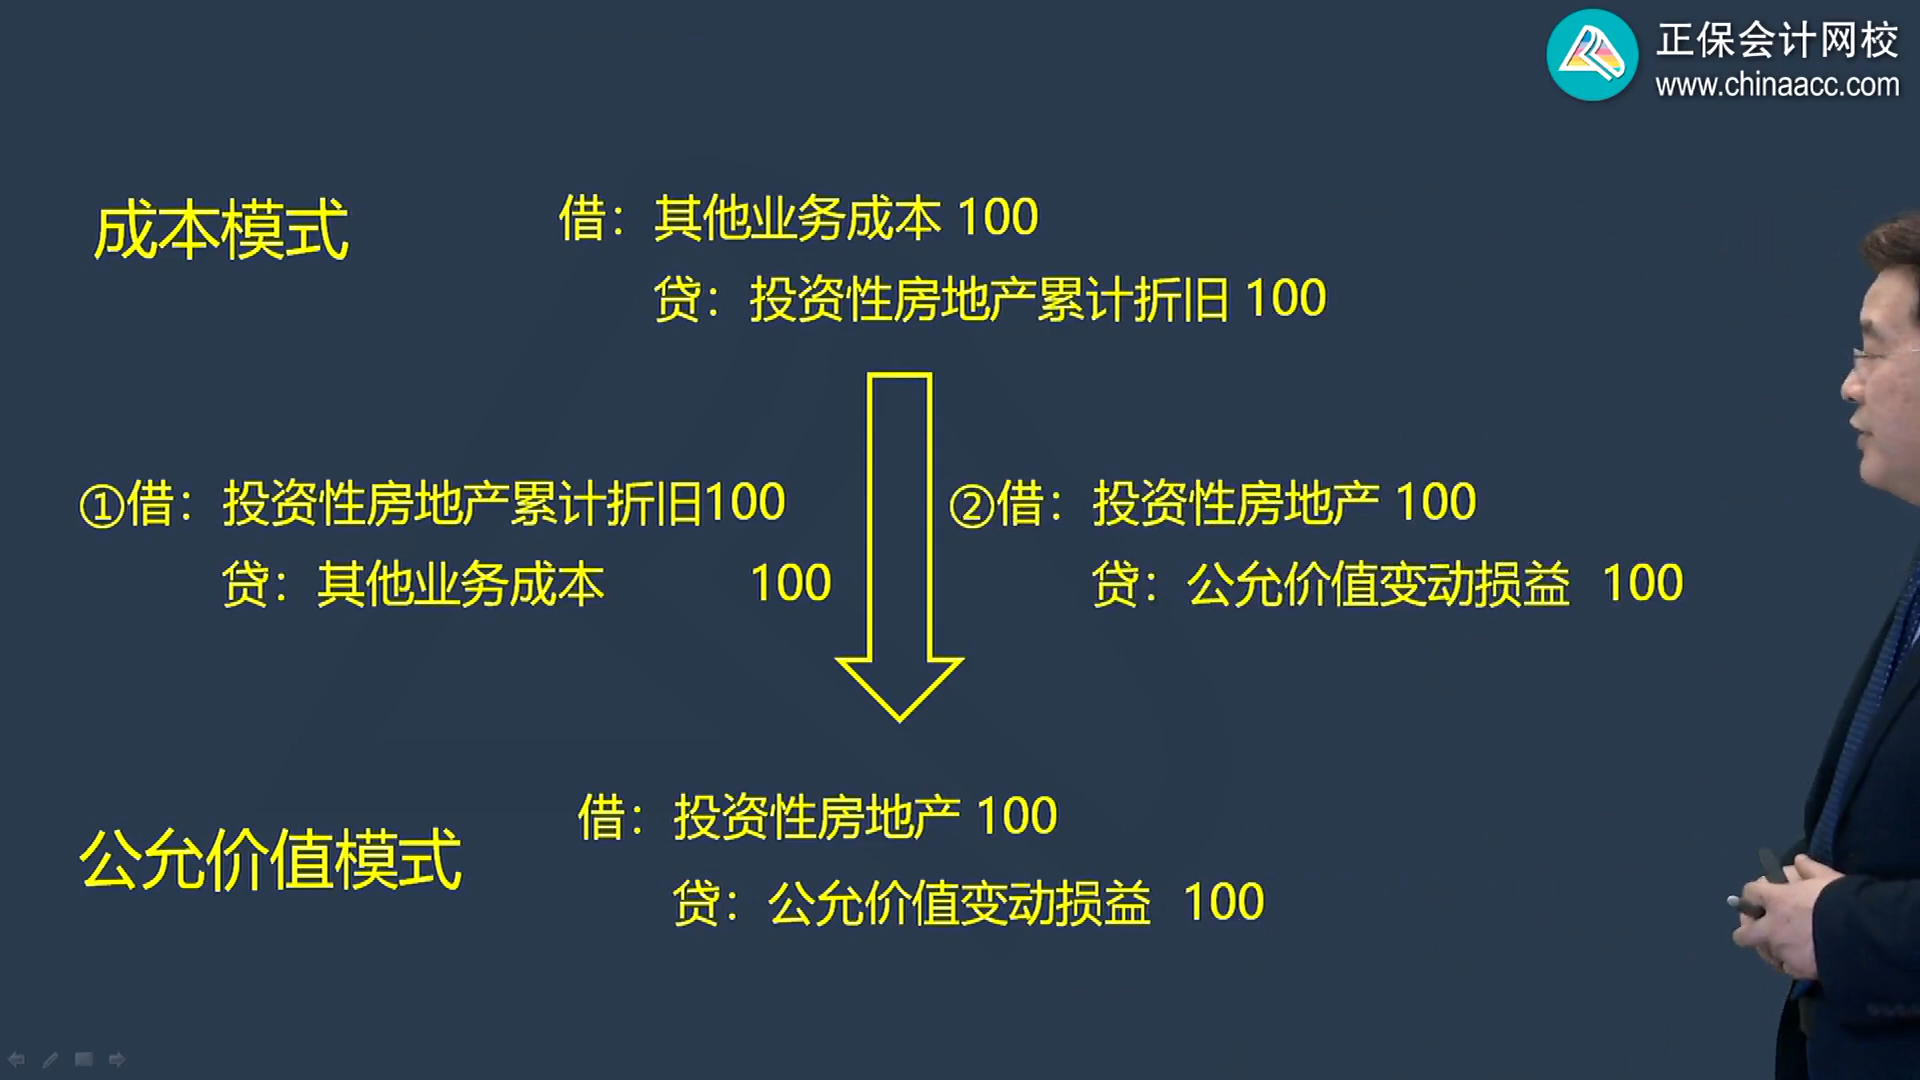 正保会计网校
www.chinaacc.com
成本模式
借：其他业务成本 100
贷：投资性房地产累计折旧 100
①借：投资性房地产累计折旧100
贷：其他业务成本 100
②借：投资性房地产 100
贷：公允价值变动损益 100
公允价值模式
借：投资性房地产 100
贷：公允价值变动损益 100